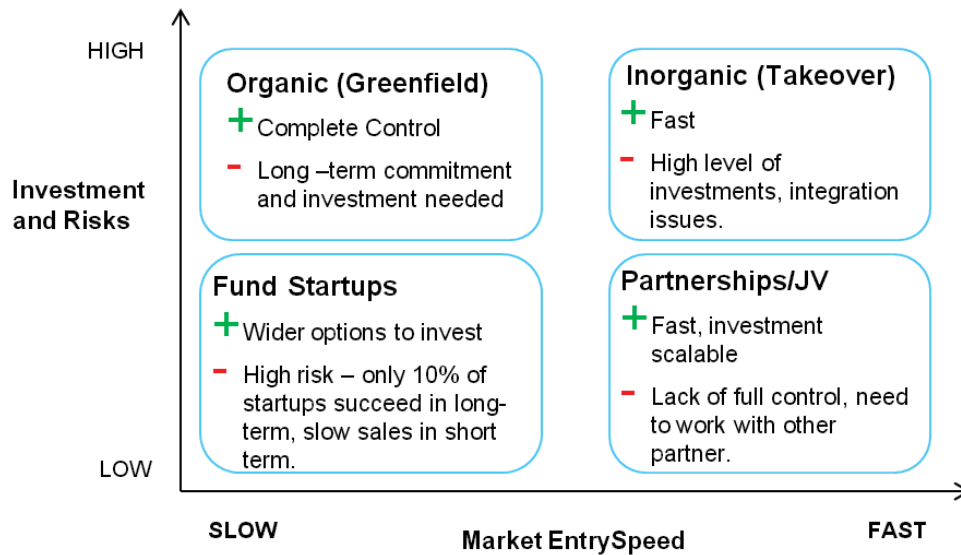 HIGH
Investment
and Risks
LOW
Organic (Greenfield)
+ Complete Control
- Long –term commitment
and investment needed
Inorganic (Takeover)
+ Fast
- High level of
investments, integration
issues.
Fund Startups
+ Wider options to invest
- High risk – only 10% of
startups succeed in long-
term, slow sales in short
term.
Partnerships/JV
+ Fast, investment
scalable
- Lack of full control, need
to work with other
partner.
SLOW
Market EntrySpeed
FAST